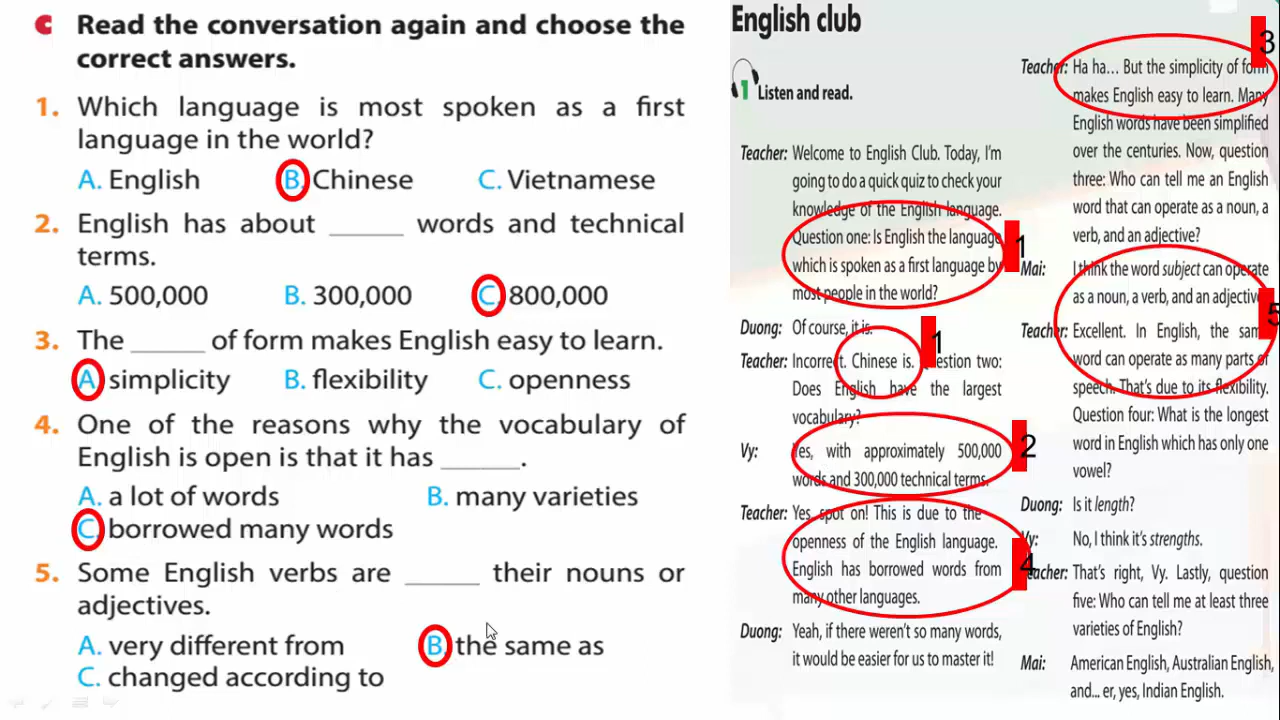 C Read the conversation again and choose the
correct answers.
1. Which language is most spoken as a first
language in the world?
A. English B. Chinese C. Vietnamese
2. English has about _____ words and technical
terms.
A. 500,000 B. 300,000 C. 800,000
3. The _____ of form makes English easy to learn.
A simplicity B. flexibility C. openness
4. One of the reasons why the vocabulary of
English is open is that it has _____.
A. a lot of words B. many varieties
C. borrowed many words
5. Some English verbs are _____ their nouns or
adjectives.
A. very different from B. the same as
C. changed according to
English club
1 Listen and read.
Teacher: Welcome to English Club. Today, I'm
going to do a quick quiz to check your
knowledge of the English language.
Question one: Is English the language
which is spoken as a first language by
most people in the world?
1
Duong: Of course, it is.
Teacher: Incorrect. Chinese is. Question two:
Does English have the largest
vocabulary?
1
Vy: Yes, with approximately 500,000
words and 300,000 technical terms.
2
Teacher: Yes, spot on! This is due to the
openness of the English language.
English has borrowed words from
many other languages.
4
Duong: Yeah, if there weren't so many words,
it would be easier for us to master it!
3
Teacher: Ha ha... But the simplicity of form
makes English easy to learn. Many
English words have been simplified
over the centuries. Now, question
three: Who can tell me an English
word that can operate as a noun, a
verb, and an adjective?
Mai: I think the word subject can operate
as a noun, a verb, and an adjective.
5
Teacher: Excellent. In English, the same
word can operate as many parts of
speech. That's due to its flexibility.
Question four: What is the longest
word in English which has only one
vowel?
Duong: Is it length?
Vy: No, I think it's strengths.
Teacher: That's right, Vy. Lastly, question
five: Who can tell me at least three
varieties of English?
Mai: American English, Australian English,
and... er, yes, Indian English.